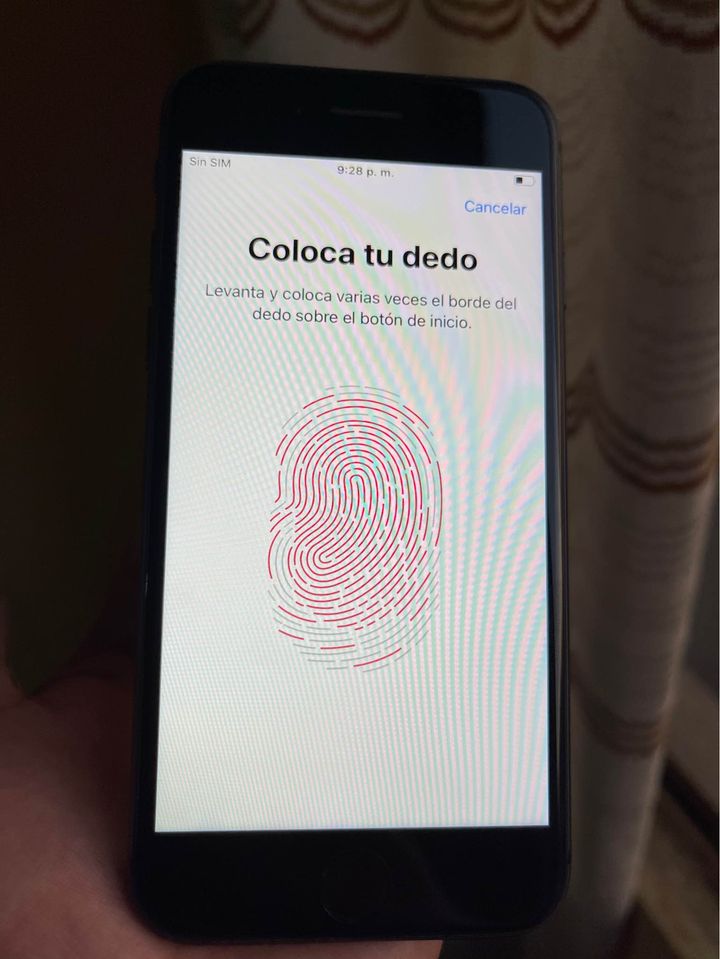 Sin SIM
9:28 p. m.
Cancelar
Coloca tu dedo
Levanta y coloca varias veces el borde del
dedo sobre el botón de inicio.